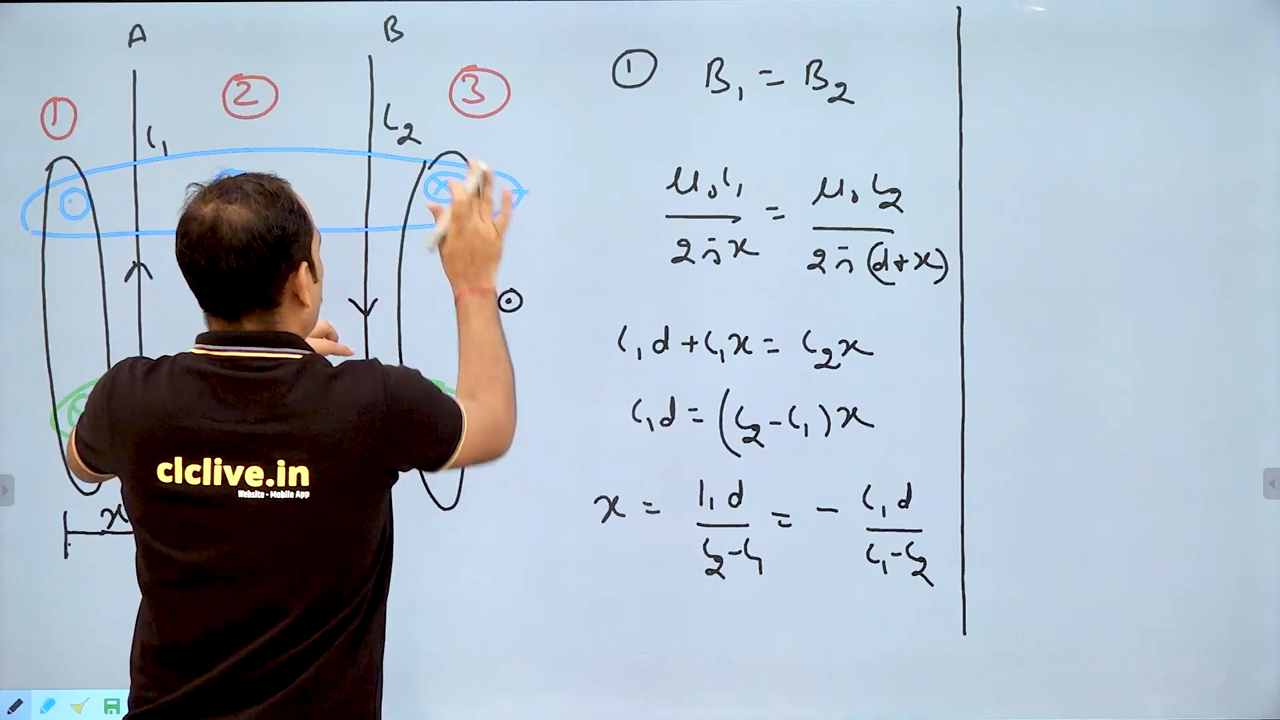 A
B
①
②
③
i₁
i₂
x
① B₁ = B₂
μ₀i₁/2πx = μ₀i₂/2π(d+x)
i₁d + i₁x = i₂x
i₁d = (i₂-i₁)x
x = i₁d/i₂-i₁ = - i₁d/i₁-i₂
clclive.in
Website • Mobile App